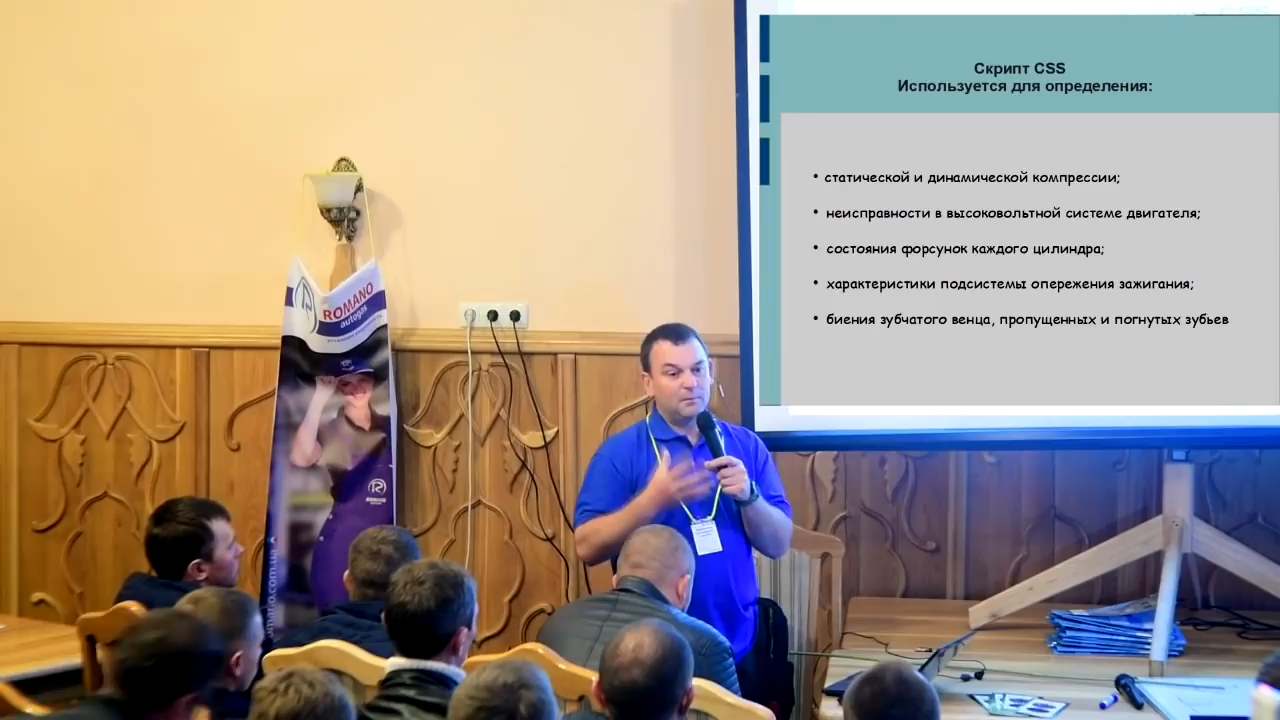 Скрипт CSS
Используется для определения:
• статической и динамической компрессии;
• неисправности в высоковольтной системе двигателя;
• состояния форсунок каждого цилиндра;
• характеристики подсистемы опережения зажигания;
• биения зубчатого венца, пропущенных и погнутых зубьев
ROMANO
autogas